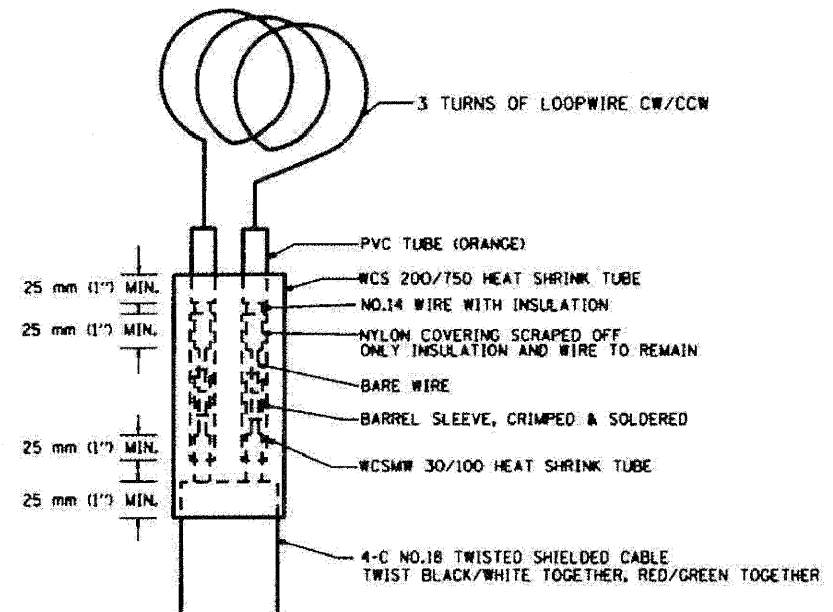 3 TURNS OF LOOPWIRE CW/CCW
PVC TUBE (ORANGE)
WCS 200/750 HEAT SHRINK TUBE
25 mm (1") MIN.
NO.14 WIRE WITH INSULATION
25 mm (1") MIN.
NYLON COVERING SCRAPED OFF
ONLY INSULATION AND WIRE TO REMAIN
BARE WIRE
BARREL SLEEVE, CRIMPED & SOLDERED
25 mm (1") MIN.
WCSMW 30/100 HEAT SHRINK TUBE
25 mm (1") MIN.
4-C NO.18 TWISTED SHIELDED CABLE
TWIST BLACK/WHITE TOGETHER, RED/GREEN TOGETHER